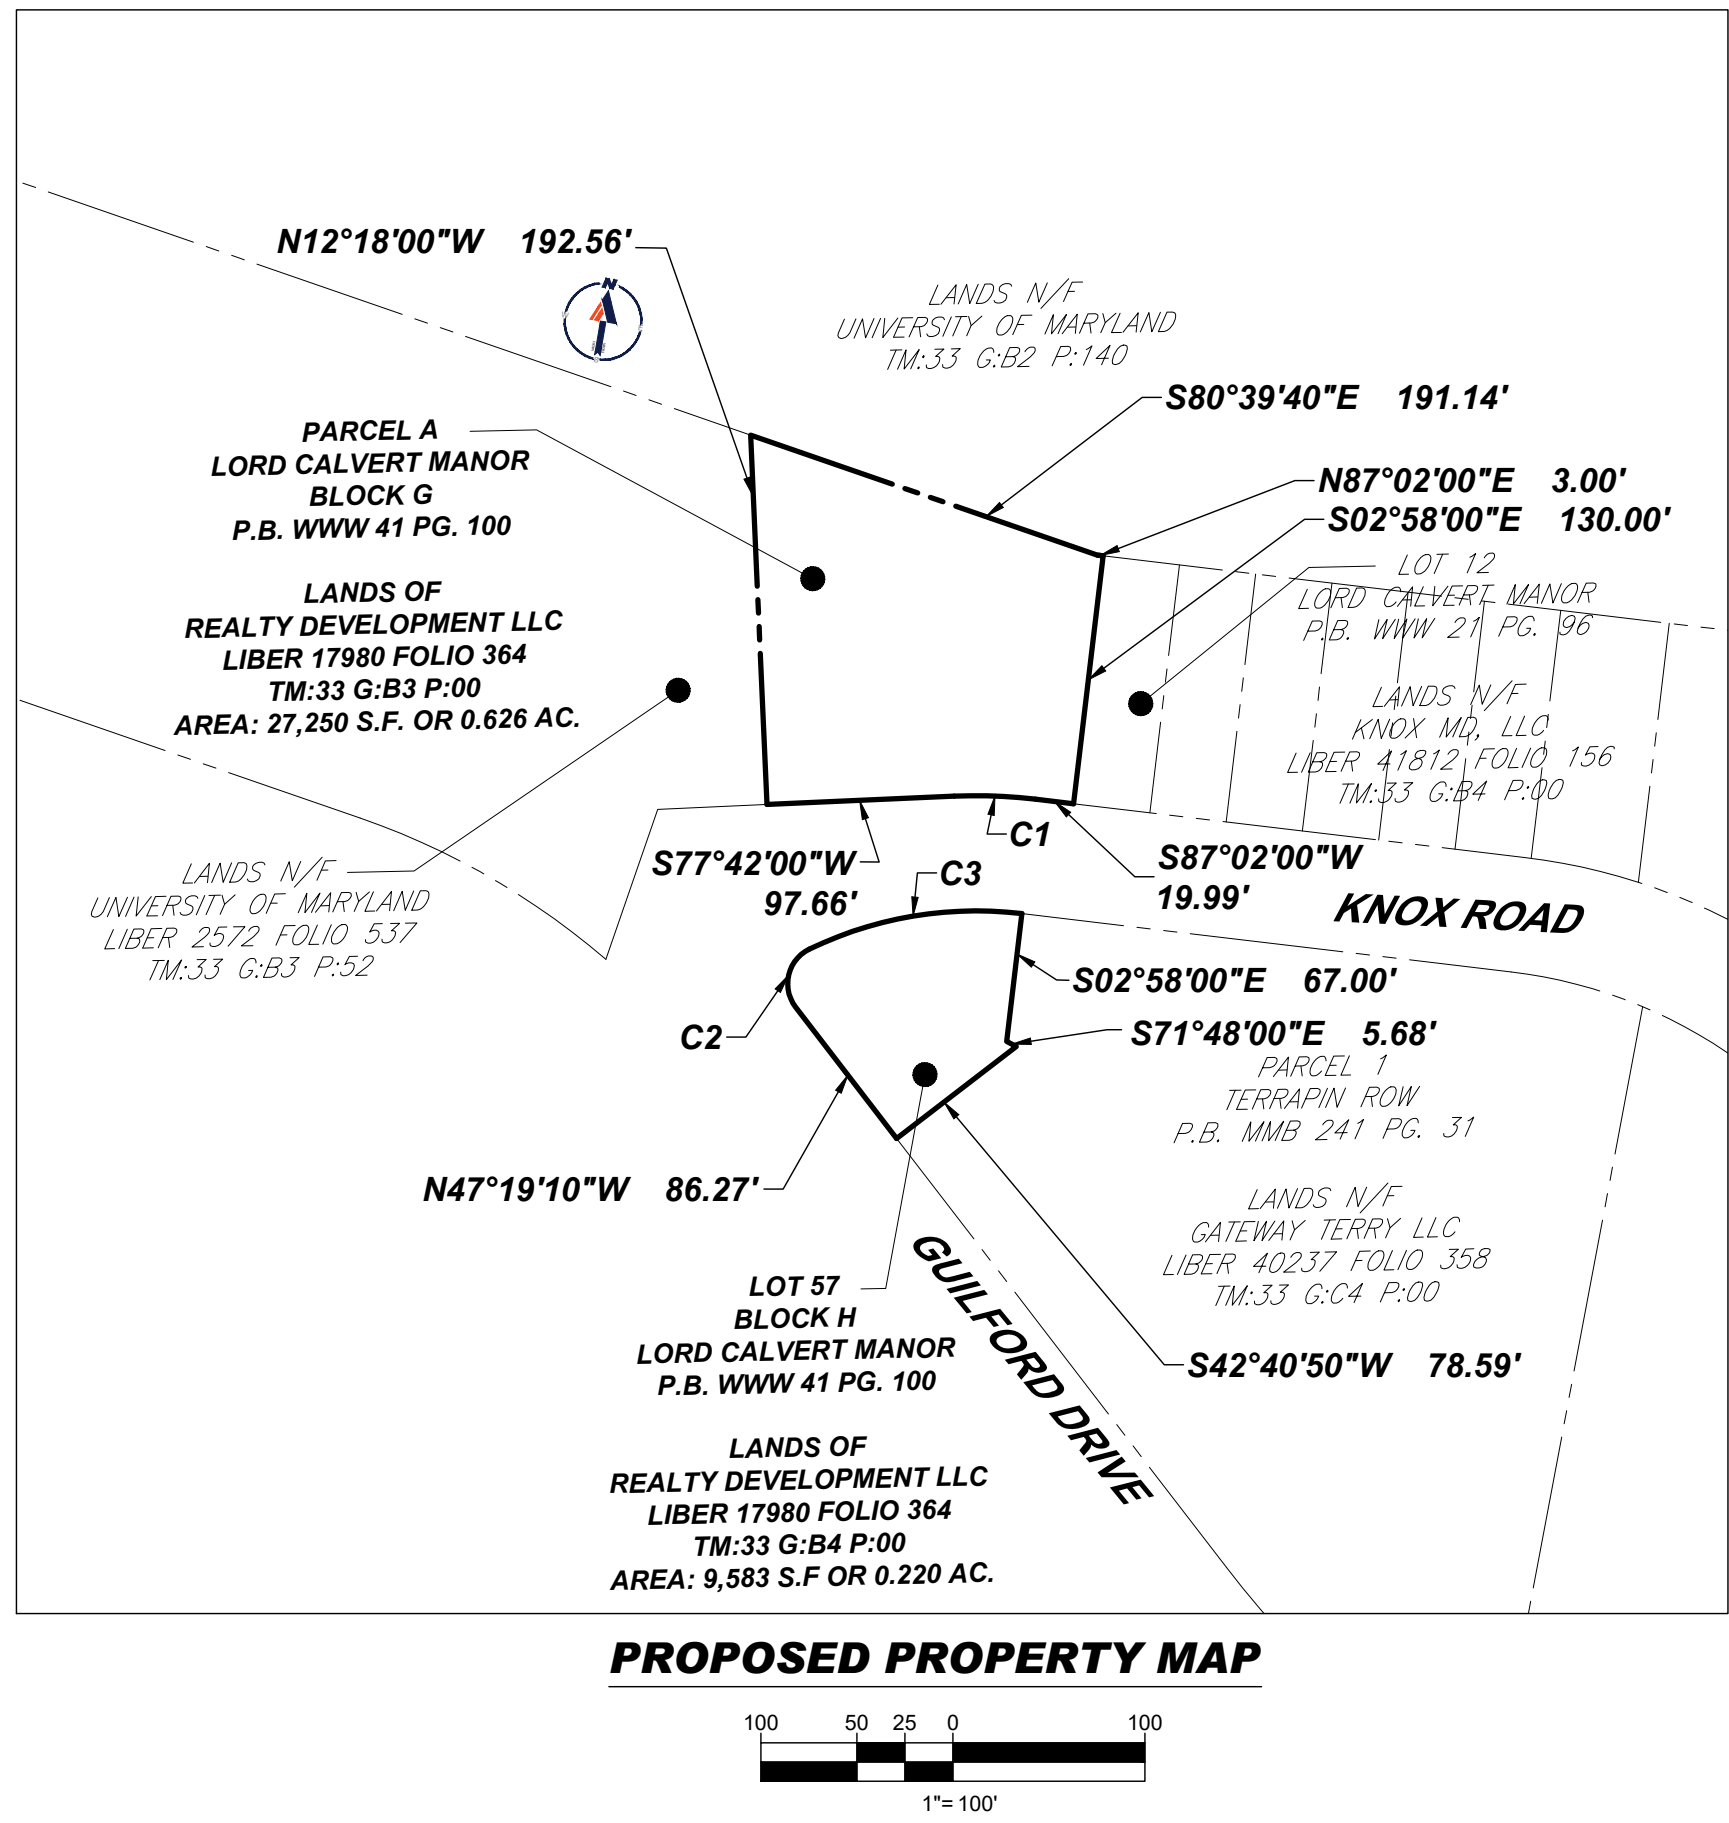 N12°18'00"W 192.56'
N
LANDS N/F
UNIVERSITY OF MARYLAND
TM:33 G:B2 P:140
S80°39'40"E 191.14'
PARCEL A
LORD CALVERT MANOR
BLOCK G
P.B. WWW 41 PG. 100
LANDS OF
REALTY DEVELOPMENT LLC
LIBER 17980 FOLIO 364
TM:33 G:B3 P:00
AREA: 27,250 S.F. OR 0.626 AC.
N87°02'00"E 3.00'
S02°58'00"E 130.00'
LOT 12
LORD CALVERT MANOR
P.B. WWW 21 PG. 96
LANDS N/F
KNOX MD, LLC
LIBER 41812 FOLIO 156
TM:33 G:B4 P:00
C1
S77°42'00"W
97.66'
S87°02'00"W
19.99'
C3
KNOX ROAD
LANDS N/F
UNIVERSITY OF MARYLAND
LIBER 2572 FOLIO 537
TM:33 G:B3 P:52
S02°58'00"E 67.00'
C2
S71°48'00"E 5.68'
PARCEL 1
TERRAPIN ROW
P.B. MMB 241 PG. 31
N47°19'10"W 86.27'
LANDS N/F
GATEWAY TERRY LLC
LIBER 40237 FOLIO 358
TM:33 G:C4 P:00
GUILFORD DRIVE
LOT 57
BLOCK H
LORD CALVERT MANOR
P.B. WWW 41 PG. 100
S42°40'50"W 78.59'
LANDS OF
REALTY DEVELOPMENT LLC
LIBER 17980 FOLIO 364
TM:33 G:B4 P:00
AREA: 9,583 S.F OR 0.220 AC.
PROPOSED PROPERTY MAP
100 50 25 0 100
1"= 100'